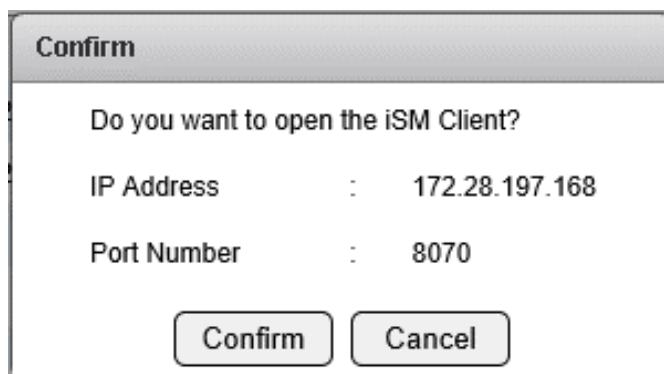 Confirm
Do you want to open the iSM Client?
IP Address : 172.28.197.168
Port Number : 8070
Confirm Cancel